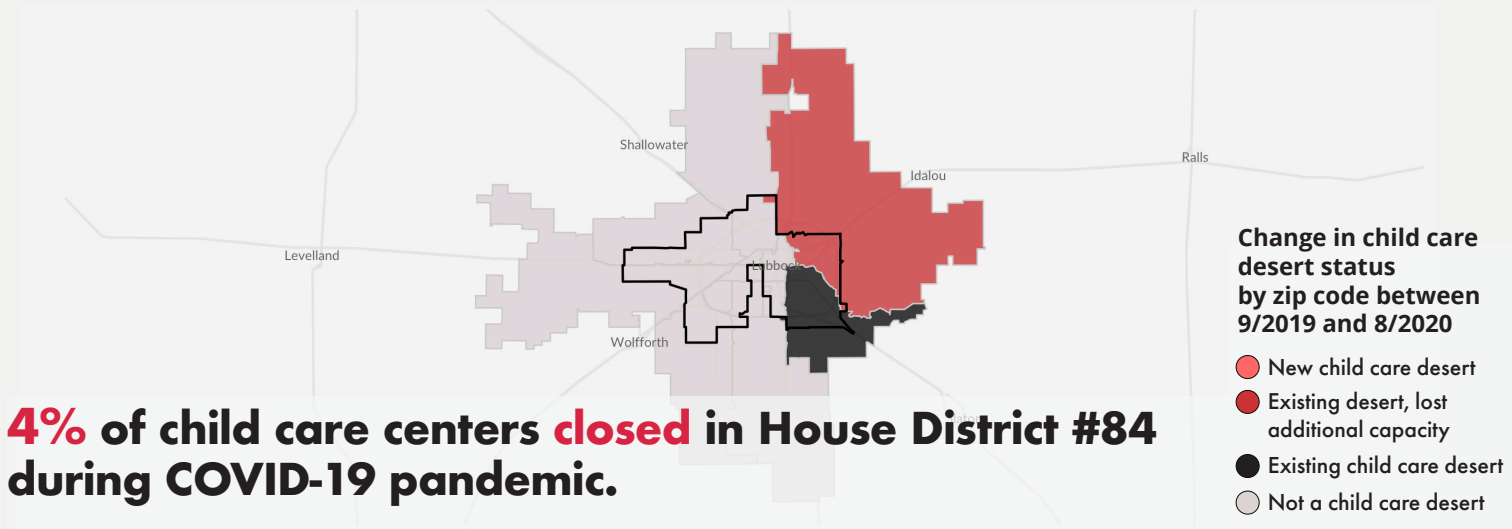 Shallowater
Ralls
Idalou
Levelland
Lubbock
Wolfforth
Change in child care
desert status
by zip code between
9/2019 and 8/2020
New child care desert
Existing desert, lost
additional capacity
Existing child care desert
Not a child care desert
4% of child care centers closed in House District #84
during COVID-19 pandemic.